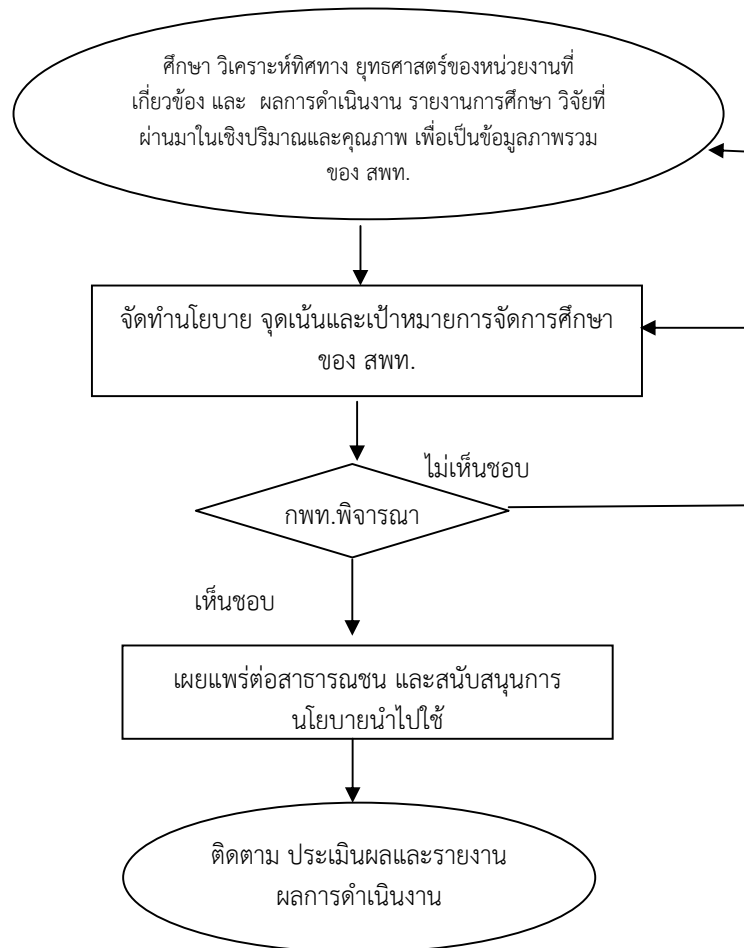 ศึกษา วิเคราะห์ทิศทาง ยุทธศาสตร์ของหน่วยงานที่
เกี่ยวข้อง และ ผลการดำเนินงาน รายงานการศึกษา วิจัยที่
ผ่านมาในเชิงปริมาณและคุณภาพ เพื่อเป็นข้อมูลภาพรวม
ของ สพท.
จัดทำนโยบาย จุดเน้นและเป้าหมายการจัดการศึกษา
ของ สพท.
ไม่เห็นชอบ
กพท.พิจารณา
เห็นชอบ
เผยแพร่ต่อสาธารณชน และสนับสนุนการ
นโยบายนำไปใช้
ติดตาม ประเมินผลและรายงาน
ผลการดำเนินงาน